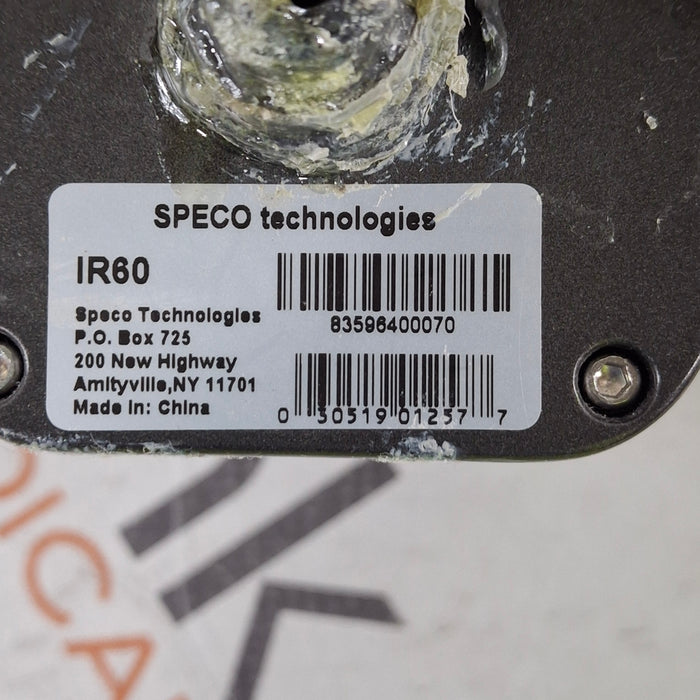 SPECO technologies
IR60
83596400070
Speco Technologies
P.O. Box 725
200 New Highway
Amityville,NY 11701
Made in: China
0 30519 01257 7
DICA